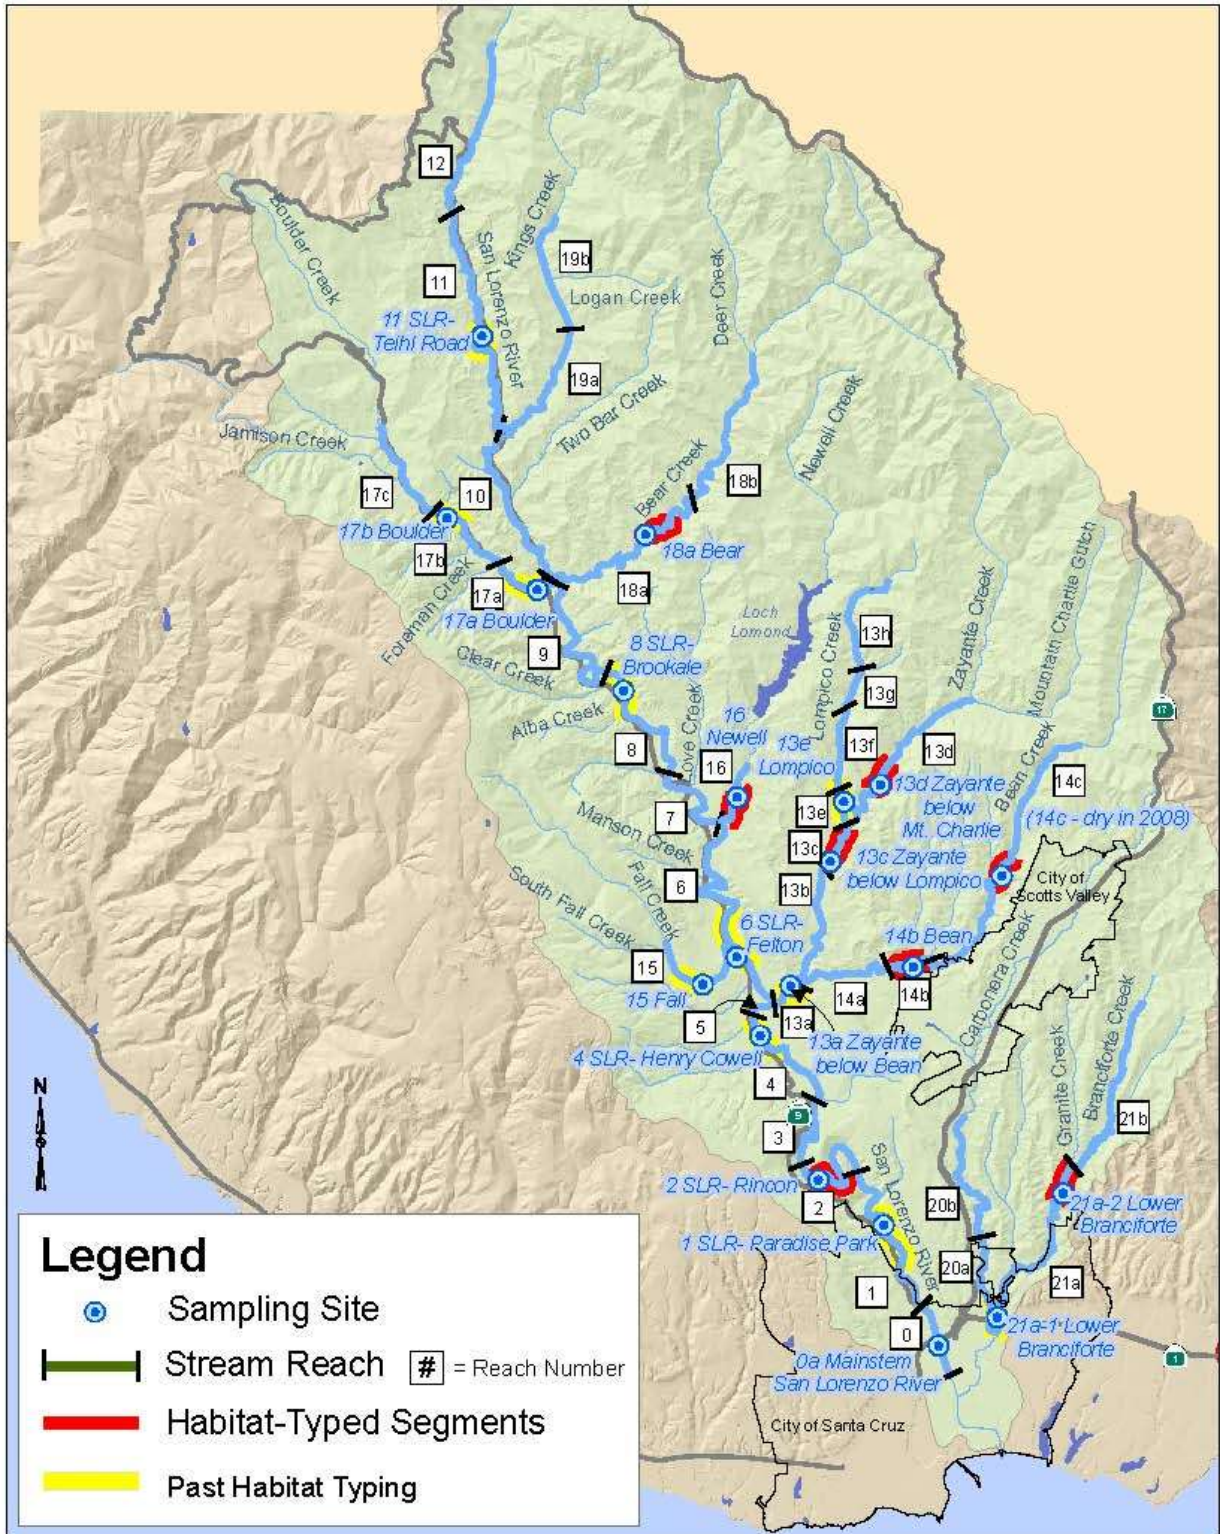 12
Boulder Creek
San Lorenzo River
Kings Creek
19b
11
Logan Creek
Deer Creek
11 SLR-
Teihl Road
19a
Two Bar Creek
Newell Creek
Jamison Creek
Bear Creek
18b
17c
10
17b Boulder
18a Bear
17b
Foreman Creek
17a
18a
17a Boulder
Loch
Lomond
Lompico Creek
13h
Zayante Creek
Mountain Charlie Gutch
9
8 SLR-
Brookale
Clear Creek
13g
17
Alba Creek
Love Creek
16
Newell
13e
Lompico
13f
13d
8
16
Bean Creek
14c
13d Zayante
below
Mt. Charlie
(14c - dry in 2008)
7
Manson Creek
13e
13c
13c Zayante
below Lompico
City of
Scotts Valley
6
13b
Fall Creek
South Fall Creek
6 SLR-
Felton
14b Bean
Carbonera Creek
15
15 Fall
14a
14b
5
13a
13a Zayante
below Bean
4 SLR- Henry Cowell
Granite Creek
Branciforte Creek
N
S
4
9
3
21b
San Lorenzo River
2 SLR- Rincon
2
20b
21a-2 Lower
Branciforte
1 SLR- Paradise Park
20a
21a
1
0
21a-1 Lower
Branciforte
0a Mainstem
San Lorenzo River
1
City of Santa Cruz
Legend
Sampling Site
Stream Reach # = Reach Number
Habitat-Typed Segments
Past Habitat Typing